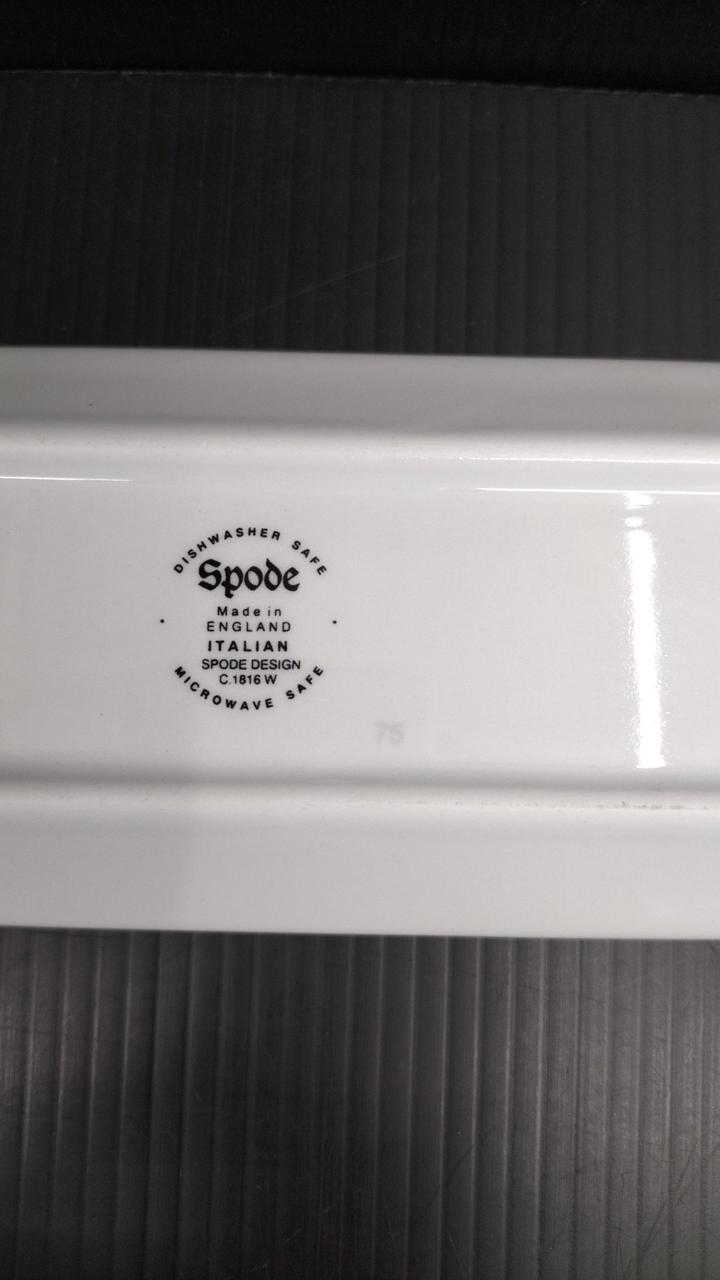 DISHWASHER SAFE
Spode
Made in
ENGLAND
ITALIAN
SPODE DESIGN
C.1816 W
MICROWAVE SAFE
75